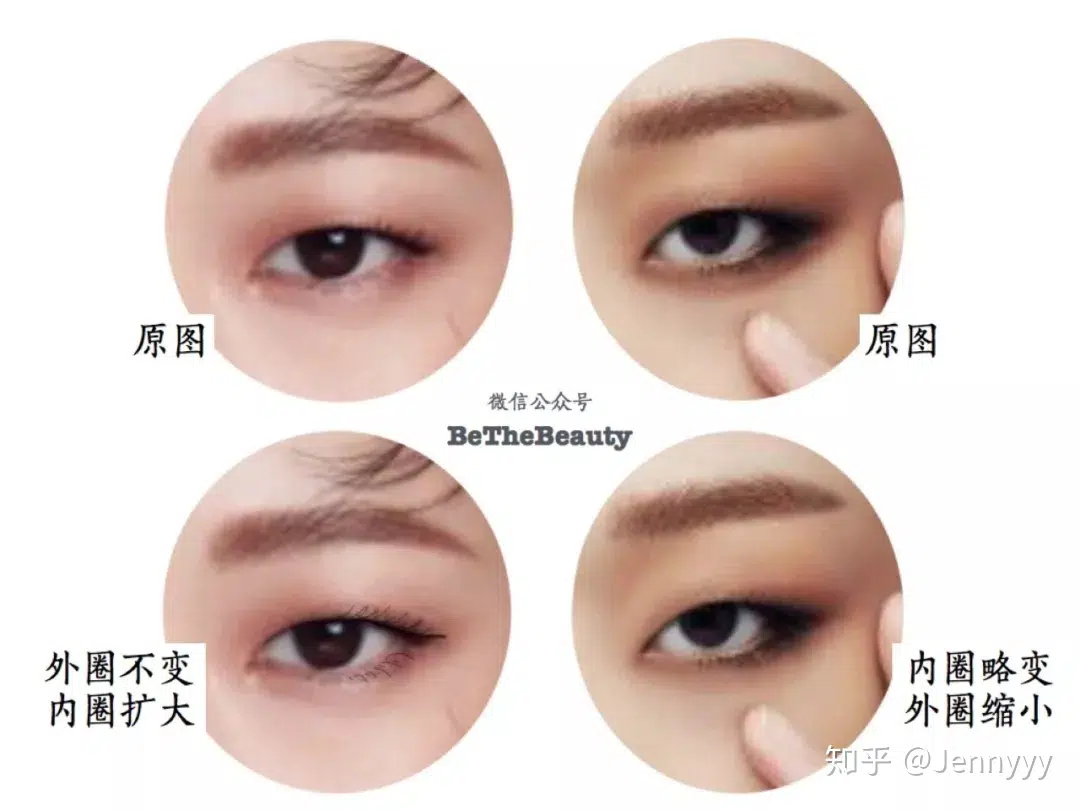 原图
原图
微信公众号
BeTheBeauty
外圈不变
内圈扩大
内圈略变
外圈缩小
知乎 @Jennyyy